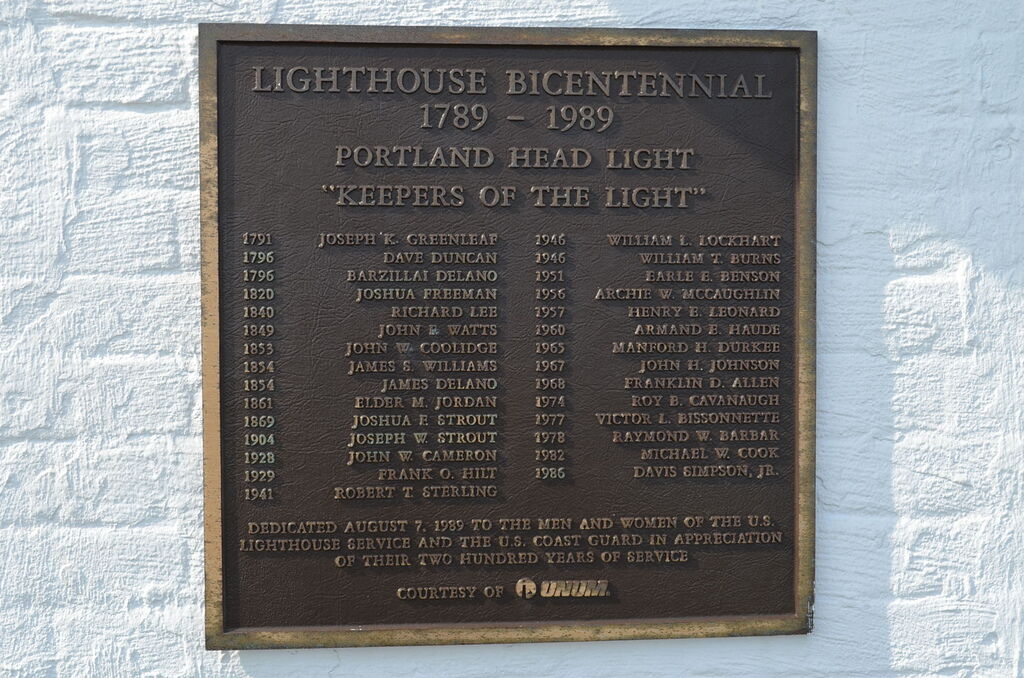 LIGHTHOUSE BICENTENNIAL
1789 – 1989
PORTLAND HEAD LIGHT
"KEEPERS OF THE LIGHT"
1791 JOSEPH K. GREENLEAF
1796 DAVE DUNCAN
1796 BARZILLAI DELANO
1820 JOSHUA FREEMAN
1840 RICHARD LEE
1849 JOHN F. WATTS
1853 JOHN W. COOLIDGE
1854 JAMES S. WILLIAMS
1854 JAMES DELANO
1861 ELDER M. JORDAN
1869 JOSHUA F. STROUT
1904 JOSEPH W. STROUT
1928 JOHN W. CAMERON
1929 FRANK O. HILT
1941 ROBERT T. STERLING
1946 WILLIAM L. LOCKHART
1946 WILLIAM T. BURNS
1951 EARLE E. BENSON
1956 ARCHIE W. MCCAUGHLIN
1957 HENRY E. LEONARD
1960 ARMAND E. HAUDE
1965 MANFORD H. DURKEE
1967 JOHN H. JOHNSON
1968 FRANKLIN D. ALLEN
1974 ROY E. CAVANAUGH
1977 VICTOR L. BISSONNETTE
1978 RAYMOND W. BARBAR
1982 MICHAEL W. COOK
1986 DAVIS SIMPSON, JR.
DEDICATED AUGUST 7, 1989 TO THE MEN AND WOMEN OF THE U.S.
LIGHTHOUSE SERVICE AND THE U.S. COAST GUARD IN APPRECIATION
OF THEIR TWO HUNDRED YEARS OF SERVICE
COURTESY OF UNUM.